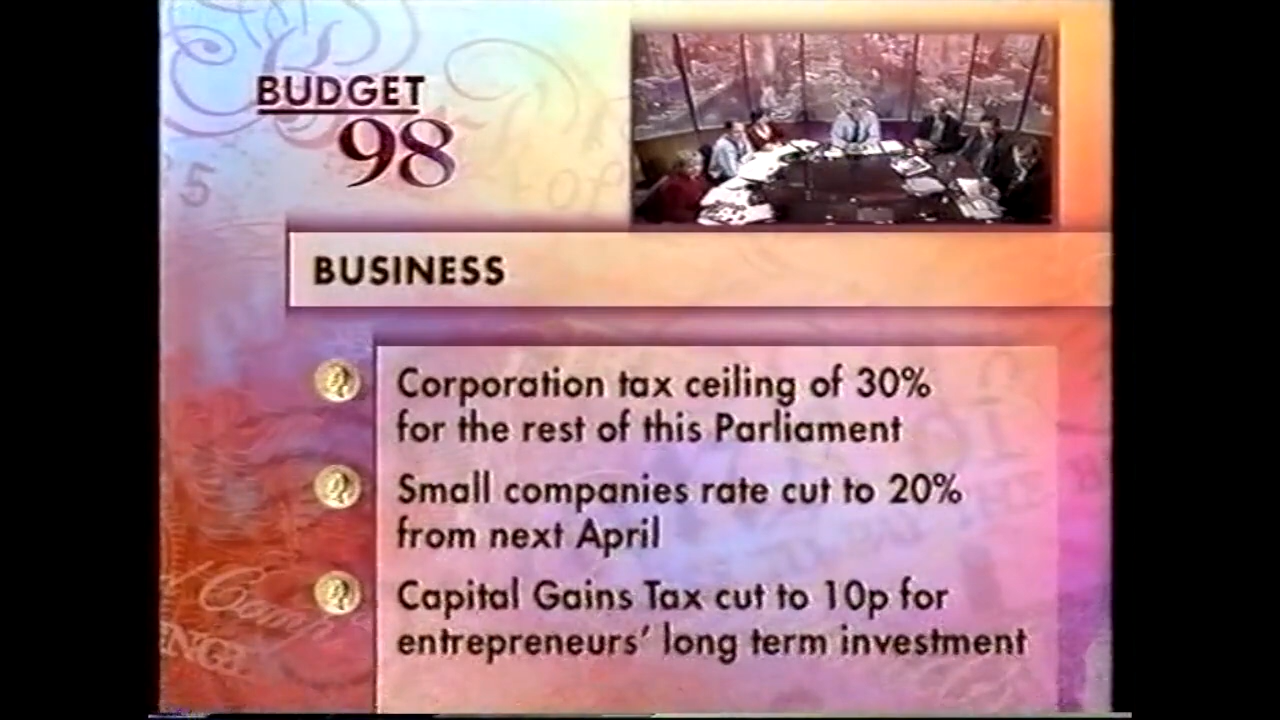 BUDGET
98
BUSINESS
Corporation tax ceiling of 30%
for the rest of this Parliament
Small companies rate cut to 20%
from next April
Capital Gains Tax cut to 10p for
entrepreneurs’ long term investment